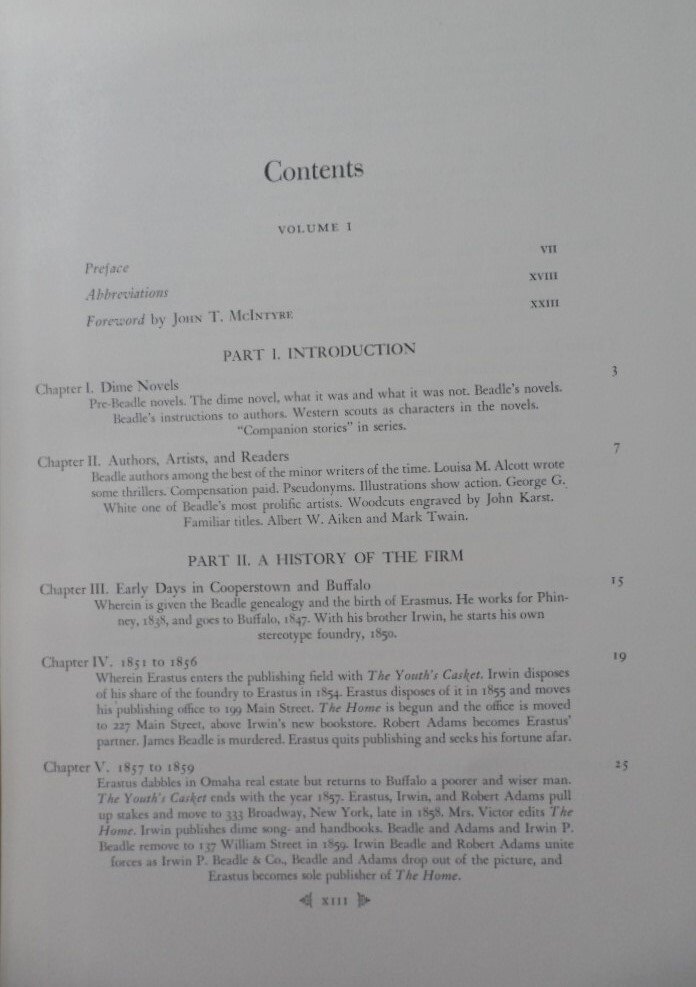 Contents
VOLUME I
Preface VII
Abbreviations XVIII
Foreword by JOHN T. MCINTYRE XXIII
PART I. INTRODUCTION
Chapter I. Dime Novels 3
Pre-Beadle novels. The dime novel, what it was and what it was not. Beadle's novels.
Beadle's instructions to authors. Western scouts as characters in the novels.
"Companion stories" in series.
Chapter II. Authors, Artists, and Readers 7
Beadle authors among the best of the minor writers of the time. Louisa M. Alcott wrote
some thrillers. Compensation paid. Pseudonyms. Illustrations show action. George G.
White one of Beadle's most prolific artists. Woodcuts engraved by John Karst.
Familiar titles. Albert W. Aiken and Mark Twain.
PART II. A HISTORY OF THE FIRM
Chapter III. Early Days in Cooperstown and Buffalo 15
Wherein is given the Beadle genealogy and the birth of Erasmus. He works for Phin-
ney, 1838, and goes to Buffalo, 1847. With his brother Irwin, he starts his own
stereotype foundry, 1850.
Chapter IV. 1851 to 1856 19
Wherein Erastus enters the publishing field with The Youth's Casket. Irwin disposes
of his share of the foundry to Erastus in 1854. Erastus disposes of it in 1855 and moves
his publishing office to 199 Main Street. The Home is begun and the office is moved
to 227 Main Street, above Irwin's new bookstore. Robert Adams becomes Erastus'
partner. James Beadle is murdered. Erastus quits publishing and seeks his fortune afar.
Chapter V. 1857 to 1859 25
Erastus dabbles in Omaha real estate but returns to Buffalo a poorer and wiser man.
The Youth's Casket ends with the year 1857. Erastus, Irwin, and Robert Adams pull
up stakes and move to 333 Broadway, New York, late in 1858. Mrs. Victor edits The
Home. Irwin publishes dime song- and handbooks. Beadle and Adams and Irwin P.
Beadle remove to 137 William Street in 1859. Irwin Beadle and Robert Adams unite
forces as Irwin P. Beadle & Co., Beadle and Adams drop out of the picture, and
Erastus becomes sole publisher of The Home.
XIII